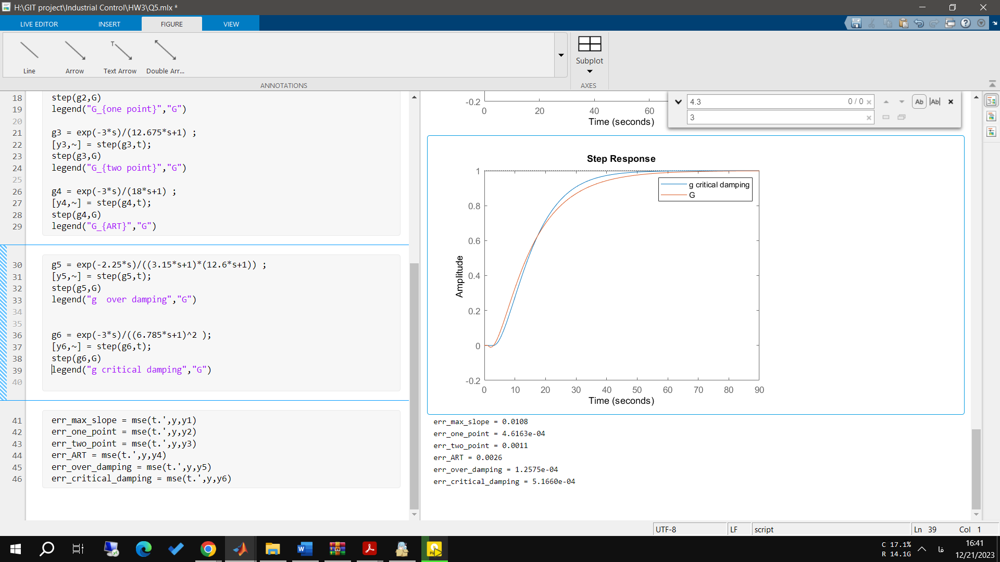 H:\GIT project\Industrial Control\HW3\Q5.mlx *
LIVE EDITOR INSERT FIGURE VIEW
Line Arrow Text Arrow Double Arr...
Subplot
ANNOTATIONS AXES
18 step(g2,G)
19 legend("G_{one point}","G")
20
21 g3 = exp(-3*s)/(12.675*s+1) ;
22 [y3,~] = step(g3,t);
23 step(g3,G)
24 legend("G_{two point}","G")
25
26 g4 = exp(-3*s)/(18*s+1) ;
27 [y4,~] = step(g4,t);
28 step(g4,G)
29 legend("G_{ART}","G")
30 g5 = exp(-2.25*s)/((3.15*s+1)*(12.6*s+1)) ;
31 [y5,~] = step(g5,t);
32 step(g5,G)
33 legend("g  over damping","G")
34
35
36 g6 = exp(-3*s)/((6.785*s+1)^2 );
37 [y6,~] = step(g6,t);
38 step(g6,G)
39 legend("g critical damping","G")
40
41 err_max_slope = mse(t.',y,y1)
42 err_one_point = mse(t.',y,y2)
43 err_two_point = mse(t.',y,y3)
44 err_ART = mse(t.',y,y4)
45 err_over_damping = mse(t.',y,y5)
46 err_critical_damping = mse(t.',y,y6)
-0.2
0 20 40 60
Time (seconds)
4.3 0 / 0 Ab |Ab|
3
Step Response
g critical damping
G
1
0.8
0.6
0.4
0.2
0
-0.2
Amplitude
0 10 20 30 40 50 60 70 80 90
Time (seconds)
err_max_slope = 0.0108
err_one_point = 4.6163e-04
err_two_point = 0.0011
err_ART = 0.0026
err_over_damping = 1.2575e-04
err_critical_damping = 5.1660e-04
UTF-8 LF script Ln 39 Col 1
C 17.1%
R 14.1G
فا
16:41
12/21/2023